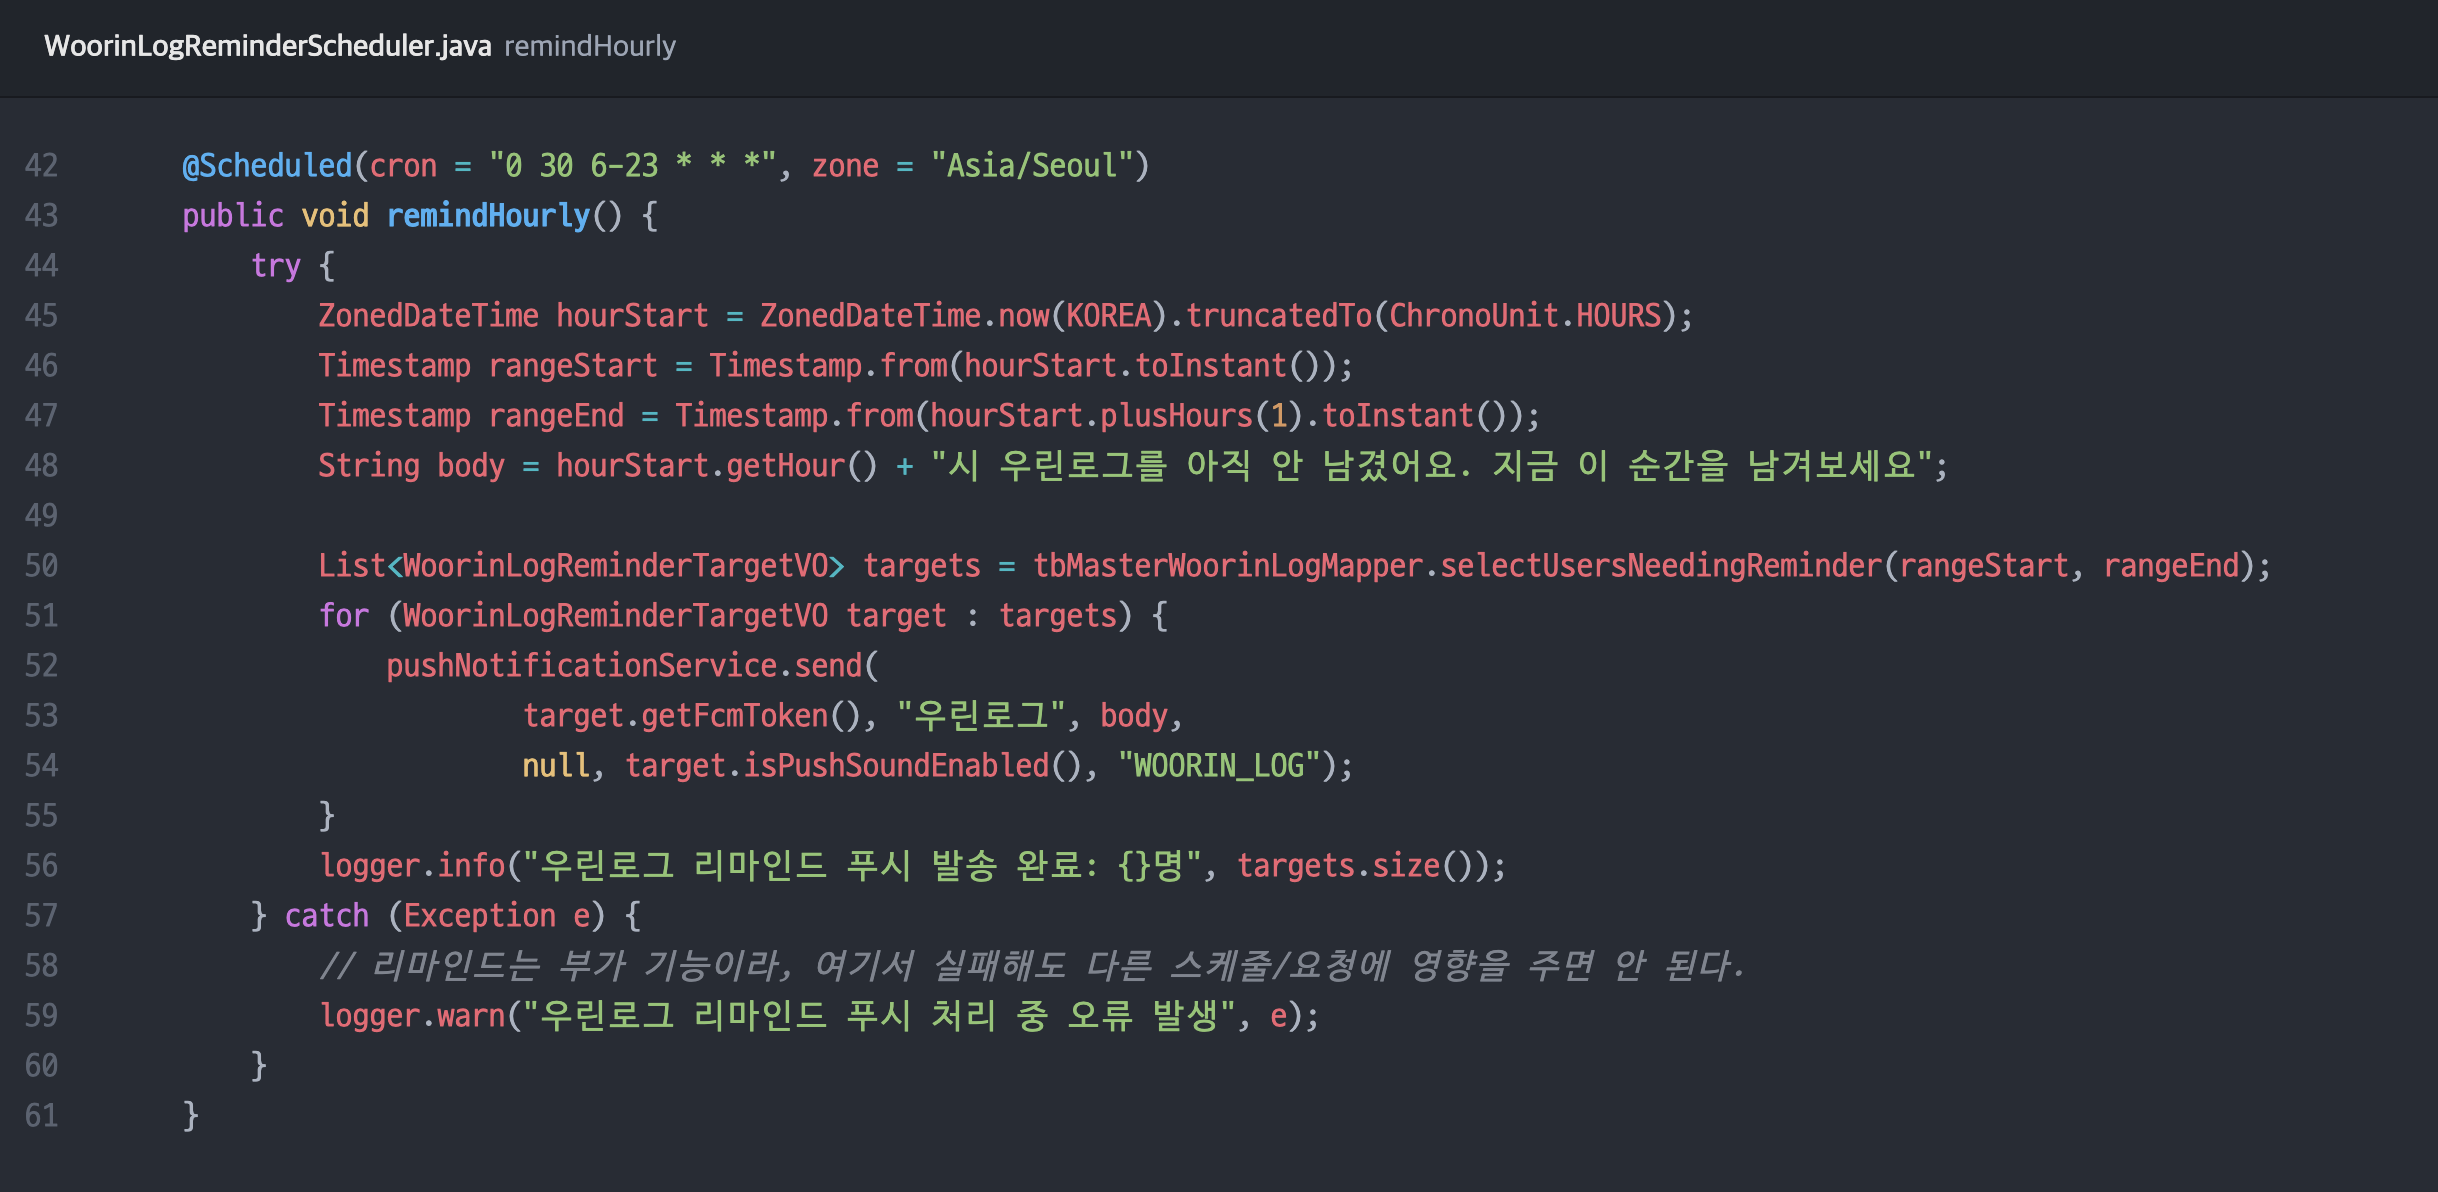 WoorinLogReminderScheduler.java remindHourly
42 @Scheduled(cron = "0 30 6-23 * * *", zone = "Asia/Seoul")
43 public void remindHourly() {
44 try {
45 ZonedDateTime hourStart = ZonedDateTime.now(KOREA).truncatedTo(ChronoUnit.HOURS);
46 Timestamp rangeStart = Timestamp.from(hourStart.toInstant());
47 Timestamp rangeEnd = Timestamp.from(hourStart.plusHours(1).toInstant());
48 String body = hourStart.getHour() + "시 우린로그를 아직 안 남겼어요. 지금 이 순간을 남겨보세요";
49
50 List<WoorinLogReminderTargetVO> targets = tbMasterWoorinLogMapper.selectUsersNeedingReminder(rangeStart, rangeEnd);
51 for (WoorinLogReminderTargetVO target : targets) {
52 pushNotificationService.send(
53 target.getFcmToken(), "우린로그", body,
54 null, target.isPushSoundEnabled(), "WOORIN_LOG");
55 }
56 logger.info("우린로그 리마인드 푸시 발송 완료: {}명", targets.size());
57 } catch (Exception e) {
58 // 리마인드는 부가 기능이라, 여기서 실패해도 다른 스케줄/요청에 영향을 주면 안 된다.
59 logger.warn("우린로그 리마인드 푸시 처리 중 오류 발생", e);
60 }
61 }